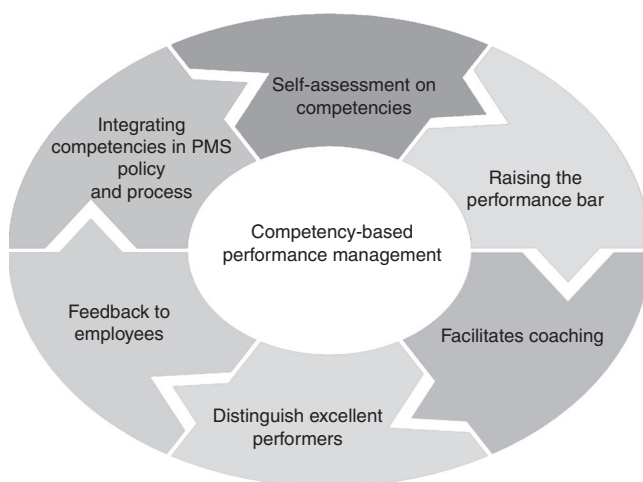 Self-assessment on
competencies
Raising the
performance bar
Facilitates coaching
Distinguish excellent
performers
Feedback to
employees
Integrating
competencies in PMS
policy
and process
Competency-based
performance management